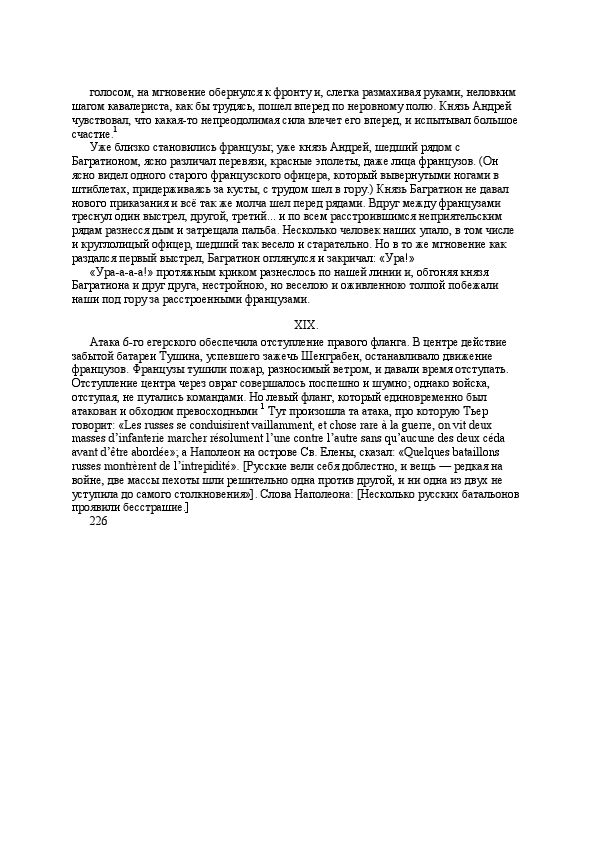 голосом, на мгновение обернулся к фронту и, слегка размахивая руками, неловким
шагом кавалериста, как бы трудясь, пошел вперед по неровному полю. Князь Андрей
чувствовал, что какая-то непреодолимая сила влечет его вперед, и испытывал большое
счастие.1
Уже близко становились французы; уже князь Андрей, шедший рядом с
Багратионом, ясно различал перевязи, красные эполеты, даже лица французов. (Он
ясно видел одного старого французского офицера, который вывернутыми ногами в
штиблетах, придерживаясь за кусты, с трудом шел в гору.) Князь Багратион не давал
нового приказания и всё так же молча шел перед рядами. Вдруг между французами
треснул один выстрел, другой, третий... и по всем расстроившимся неприятельским
рядам разнесся дым и затрещала пальба. Несколько человек наших упало, в том числе
и круглолицый офицер, шедший так весело и старательно. Но в то же мгновение как
раздался первый выстрел, Багратион оглянулся и закричал: «Ура!»
«Ура-а-а-а!» протяжным криком разнеслось по нашей линии и, обгоняя князя
Багратиона и друг друга, нестройною, но веселою и оживленною толпой побежали
наши под гору за расстроенными французами.
XIX.
Атака 6-го егерского обеспечила отступление правого фланга. В центре действие
забытой батареи Тушина, успевшего зажечь Шенграбен, останавливало движение
французов. Французы тушили пожар, разносимый ветром, и давали время отступать.
Отступление центра через овраг совершалось поспешно и шумно; однако войска,
отступая, не путались командами. Но левый фланг, который единовременно был
атакован и обходим превосходными 1 Тут произошла та атака, про которую Тьер
говорит: «Les russes se conduisirent vaillamment, et chose rare à la guerre, on vit deux
masses d’infanterie marcher résolument l’une contre l’autre sans qu’aucune des deux céda
avant d’être abordée»; а Наполеон на острове Св. Елены, сказал: «Quelques bataillons
russes montrèrent de l’intrepidité». [Русские вели себя доблестно, и вещь — редкая на
войне, две массы пехоты шли решительно одна против другой, и ни одна из двух не
уступила до самого столкновения»]. Слова Наполеона: [Несколько русских батальонов
проявили бесстрашие.]
226